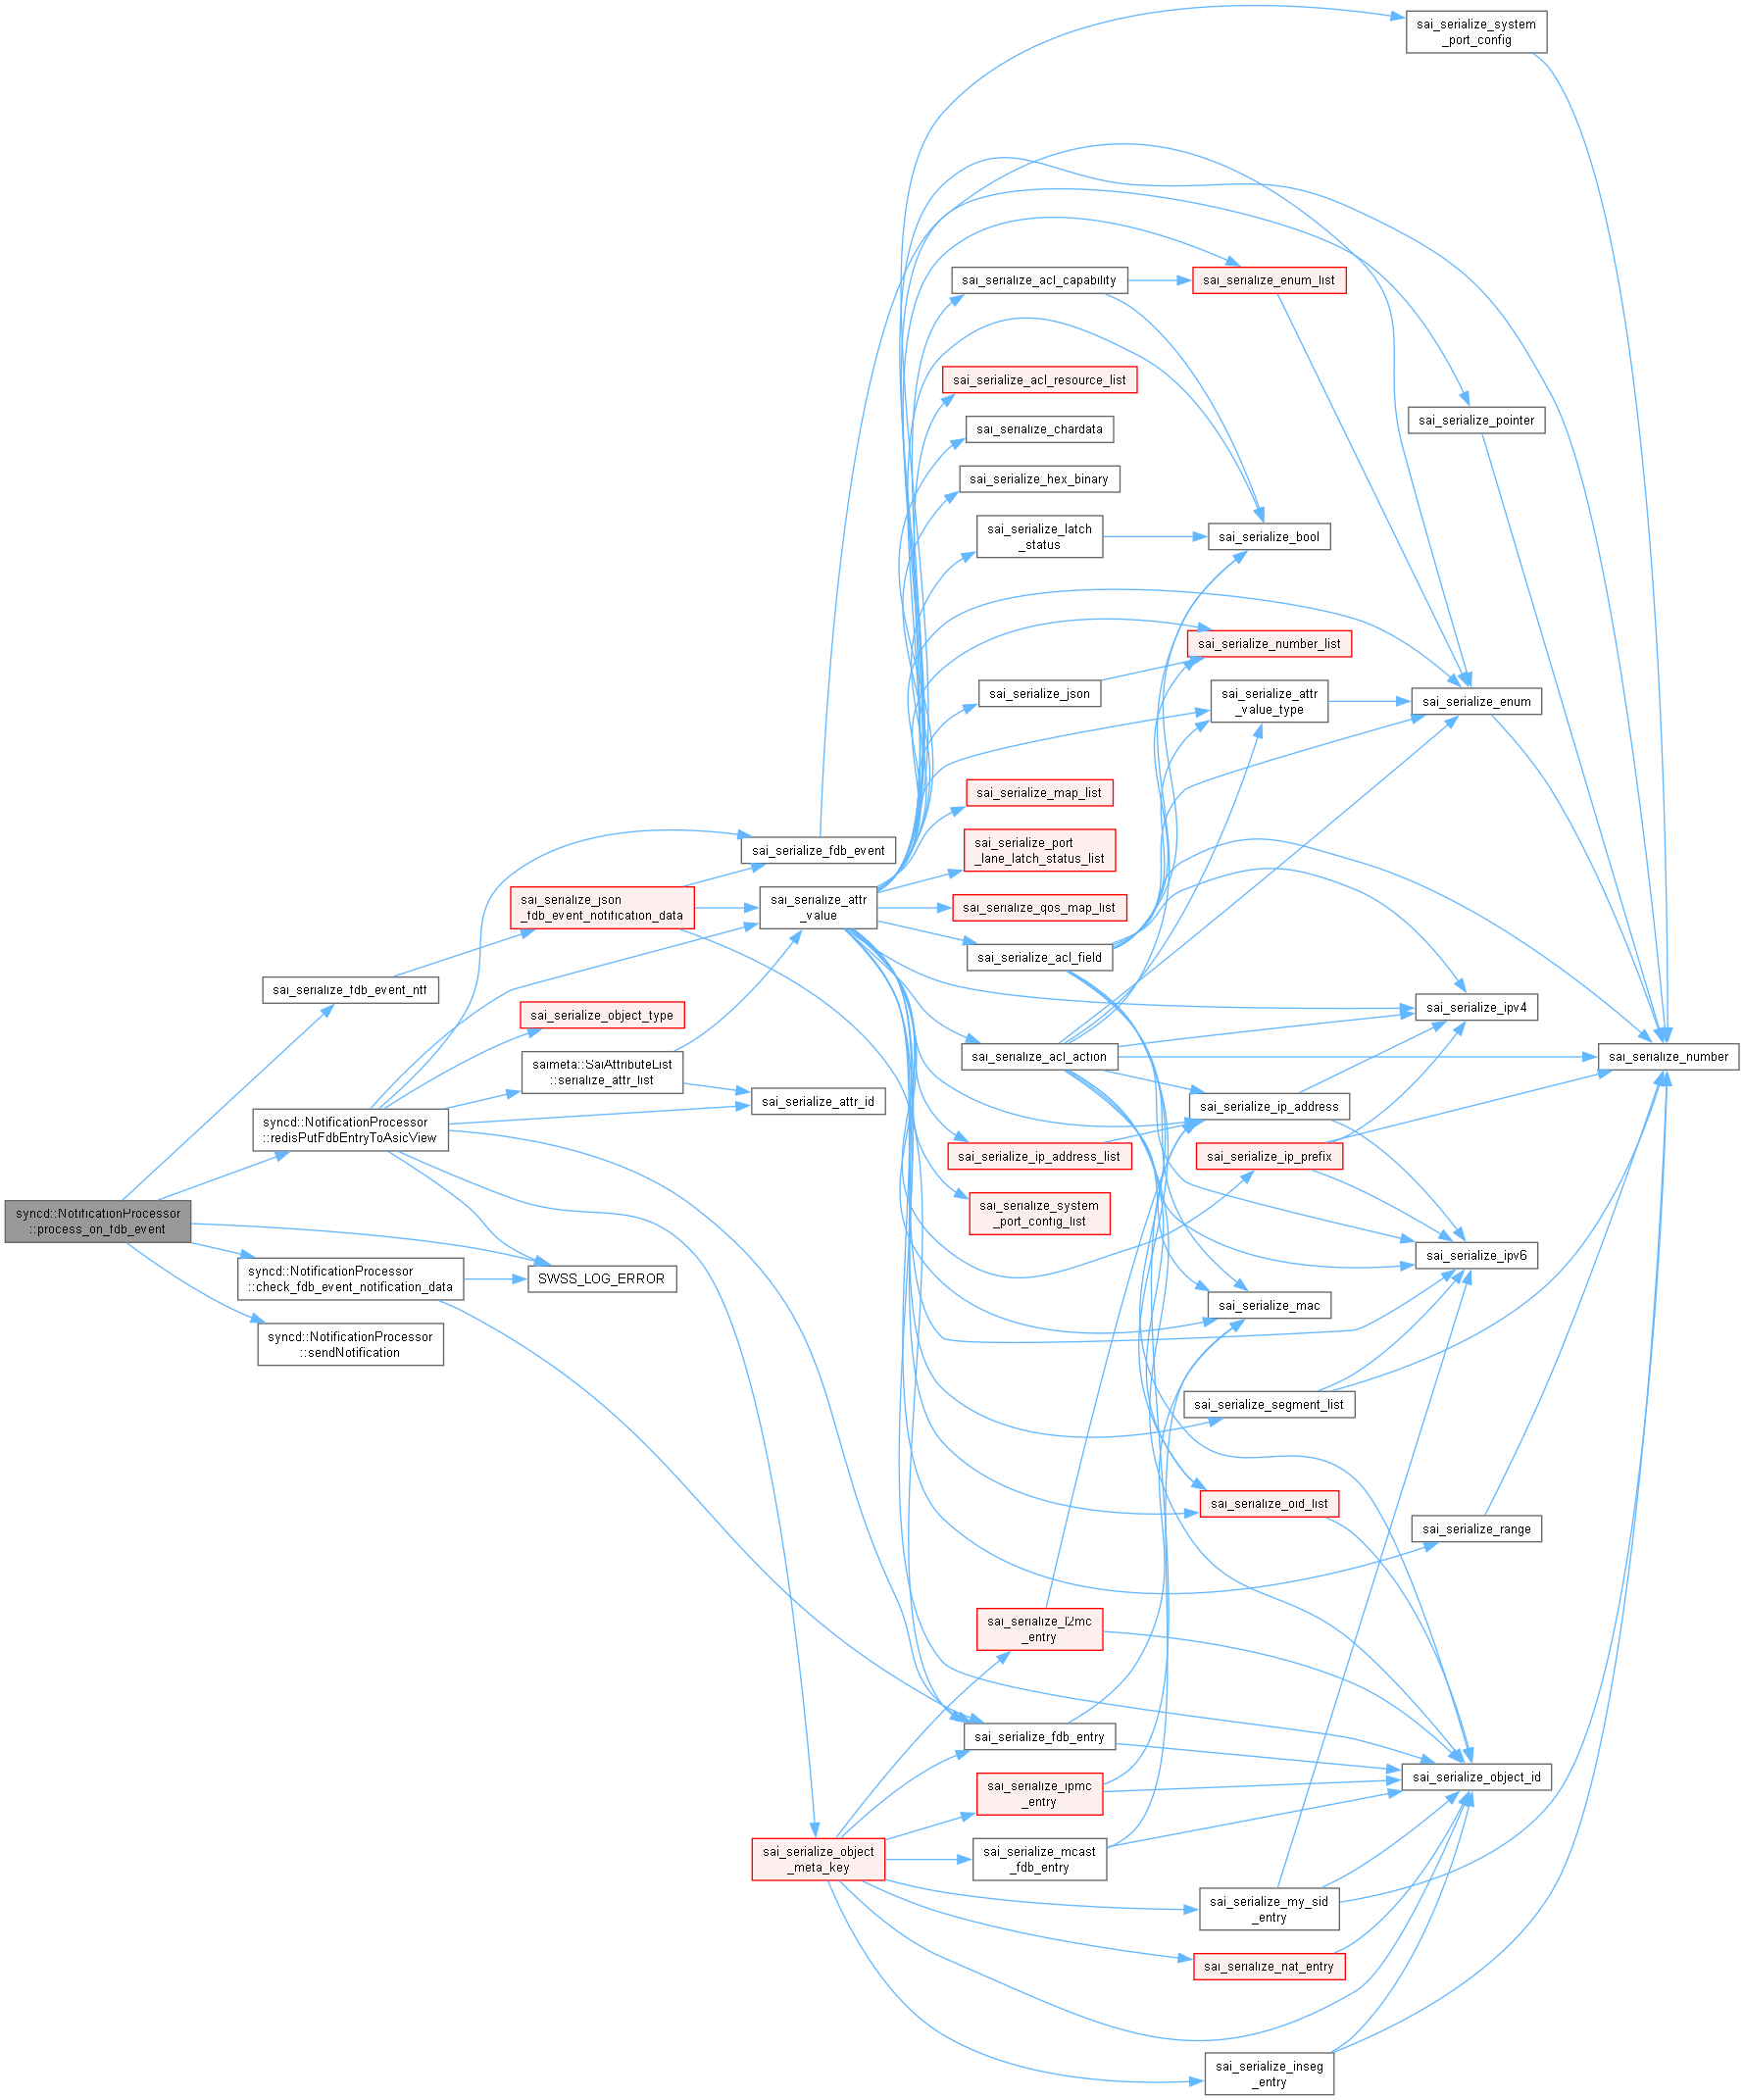 sai_serialize_system
_port_config
sai_serialize_acl_capability
sai_serialize_enum_list
sai_serialize_acl_resource_list
sai_serialize_pointer
sai_serialize_chardata
sai_serialize_hex_binary
sai_serialize_latch
_status
sai_serialize_bool
sai_serialize_number_list
sai_serialize_json
sai_serialize_attr
_value_type
sai_serialize_enum
sai_serialize_map_list
sai_serialize_port
_lane_latch_status_list
sai_serialize_fdb_event
sai_serialize_json
_fdb_event_notification_data
sai_serialize_attr
_value
sai_serialize_qos_map_list
sai_serialize_acl_field
sai_serialize_fdb_event_ntf
sai_serialize_object_type
sai_serialize_ipv4
sai_serialize_acl_action
sai_serialize_number
saimeta::SaiAttributeList
::serialize_attr_list
sai_serialize_attr_id
sai_serialize_ip_address
syncd::NotificationProcessor
::redisPutFdbEntryToAsicView
sai_serialize_ip_address_list
sai_serialize_ip_prefix
syncd::NotificationProcessor
::process_on_fdb_event
sai_serialize_system
_port_config_list
sai_serialize_ipv6
syncd::NotificationProcessor
::check_fdb_event_notification_data
SWSS_LOG_ERROR
sai_serialize_mac
syncd::NotificationProcessor
::sendNotification
sai_serialize_segment_list
sai_serialize_oid_list
sai_serialize_range
sai_serialize_l2mc
_entry
sai_serialize_fdb_entry
sai_serialize_object_id
sai_serialize_ipmc
_entry
sai_serialize_object
_meta_key
sai_serialize_mcast
_fdb_entry
sai_serialize_my_sid
_entry
sai_serialize_nat_entry
sai_serialize_inseg
_entry